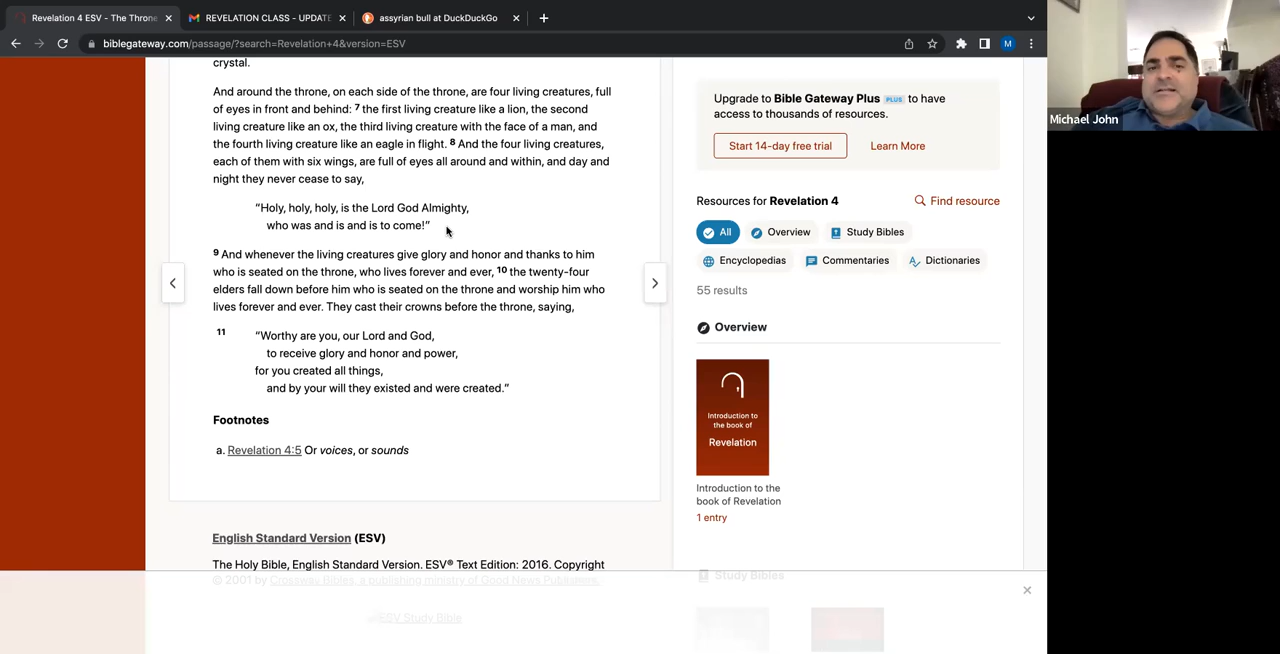 Revelation 4 ESV - The Throne
REVELATION CLASS - UPDATE
assyrian bull at DuckDuckGo
biblegateway.com/passage/?search=Revelation+4&version=ESV
M
Michael John
crystal.
And around the throne, on each side of the throne, are four living creatures, full
of eyes in front and behind: 7 the first living creature like a lion, the second
living creature like an ox, the third living creature with the face of a man, and
the fourth living creature like an eagle in flight. 8 And the four living creatures,
each of them with six wings, are full of eyes all around and within, and day and
night they never cease to say,
“Holy, holy, holy, is the Lord God Almighty,
who was and is and is to come!”
9 And whenever the living creatures give glory and honor and thanks to him
who is seated on the throne, who lives forever and ever, 10 the twenty-four
elders fall down before him who is seated on the throne and worship him who
lives forever and ever. They cast their crowns before the throne, saying,
11 “Worthy are you, our Lord and God,
to receive glory and honor and power,
for you created all things,
and by your will they existed and were created.”
Footnotes
a. Revelation 4:5 Or voices, or sounds
English Standard Version (ESV)
The Holy Bible, English Standard Version. ESV® Text Edition: 2016. Copyright
© 2001 by Crossway Bibles, a publishing ministry of Good News Publishers.
ESV Study Bible
Upgrade to Bible Gateway Plus PLUS to have
access to thousands of resources.
Start 14-day free trial Learn More
Resources for Revelation 4 Find resource
All Overview Study Bibles
Encyclopedias Commentaries Dictionaries
55 results
Overview
Introduction to
the book of
Revelation
Introduction to the
book of Revelation
1 entry
Study Bibles